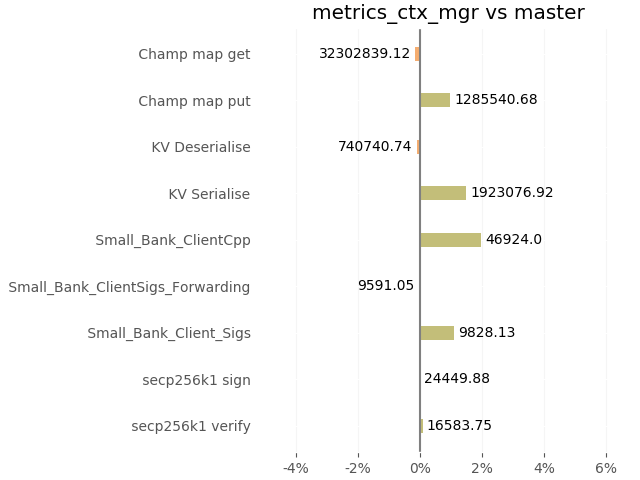 metrics_ctx_mgr vs master
Champ map get 32302839.12
Champ map put 1285540.68
KV Deserialise 740740.74
KV Serialise 1923076.92
Small_Bank_ClientCpp 46924.0
Small_Bank_ClientSigs_Forwarding 9591.05
Small_Bank_Client_Sigs 9828.13
secp256k1 sign 24449.88
secp256k1 verify 16583.75
-4% -2% 0% 2% 4% 6%